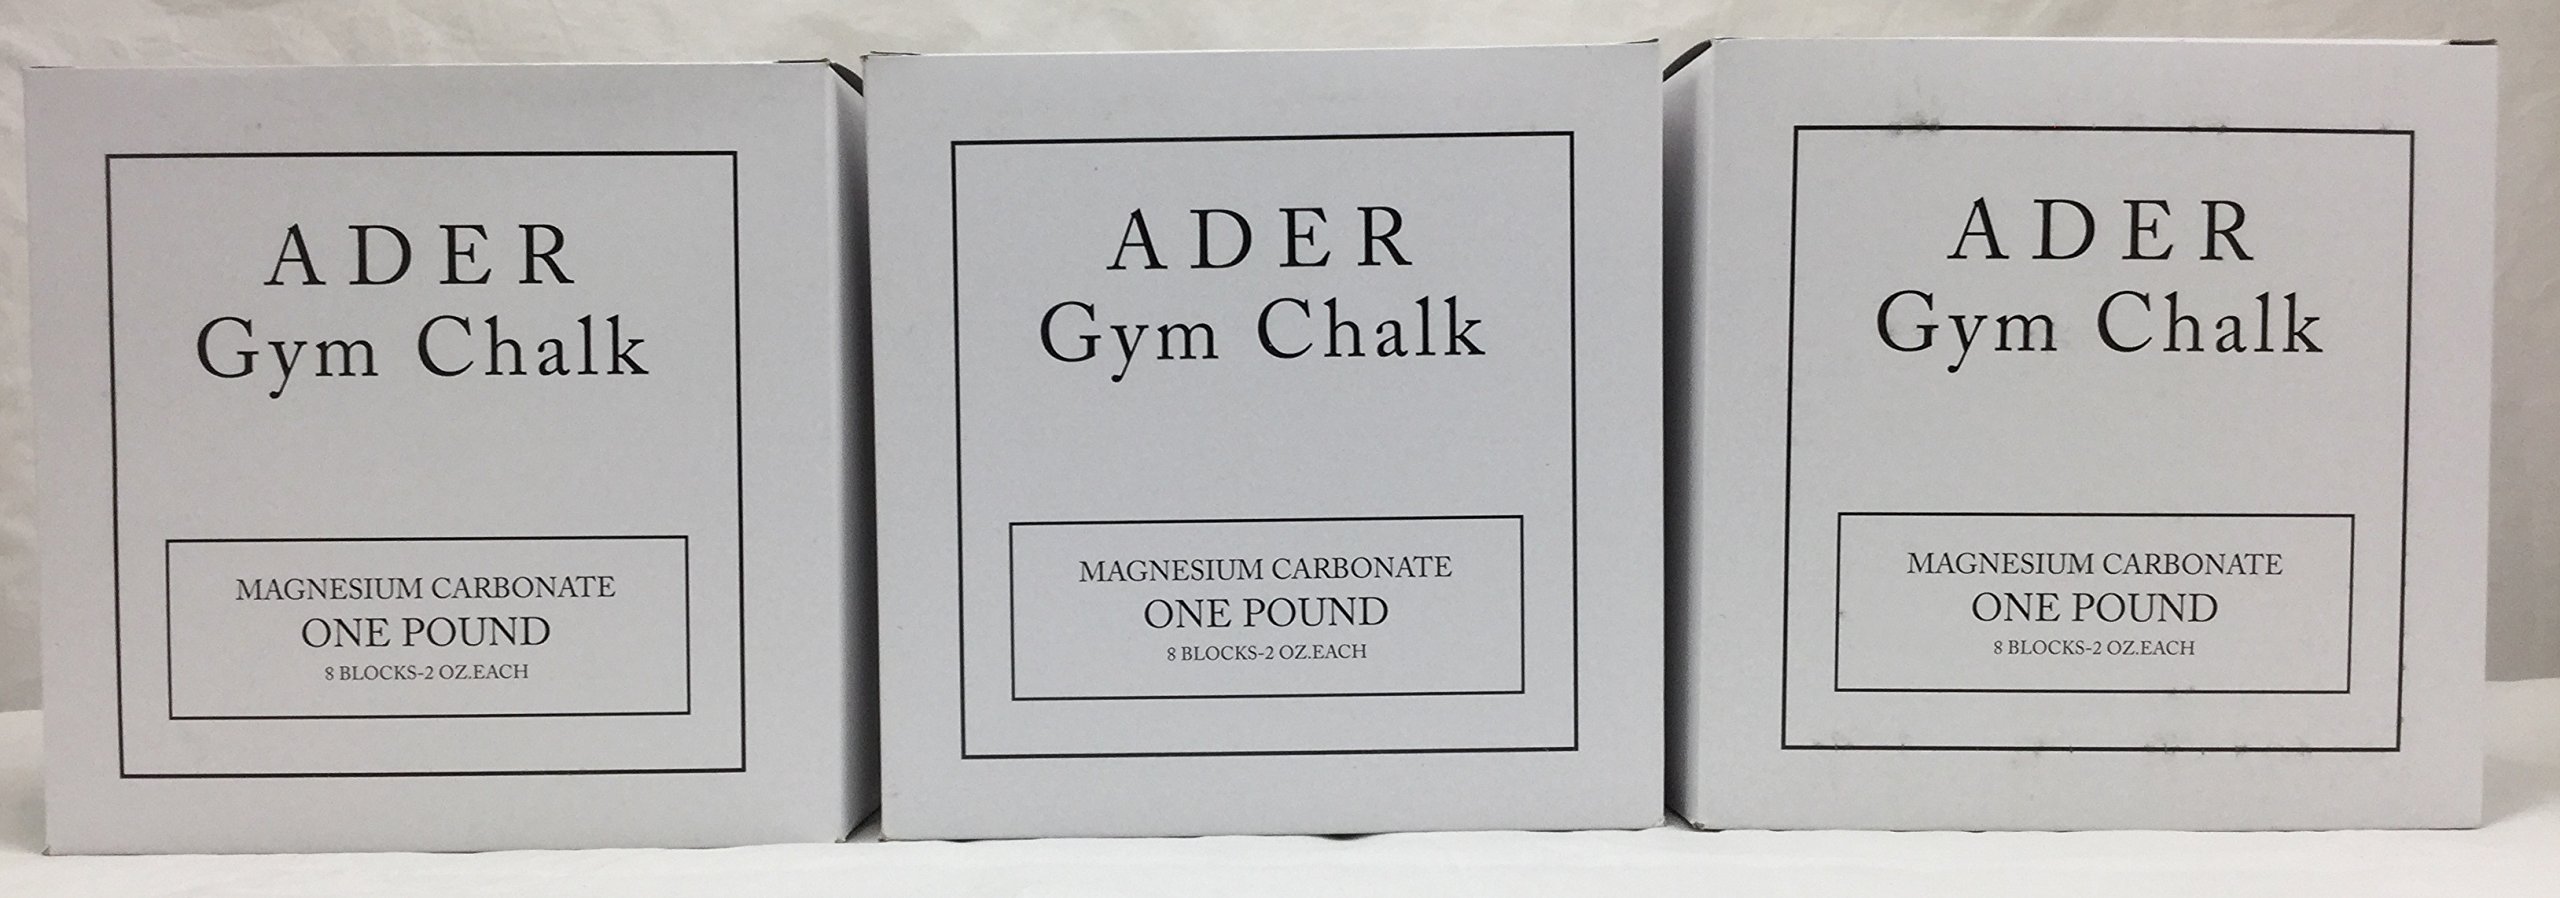 ADER
Gym Chalk
MAGNESIUM CARBONATE
ONE POUND
8 BLOCKS-2 OZ.EACH
ADER
Gym Chalk
MAGNESIUM CARBONATE
ONE POUND
8 BLOCKS-2 OZ.EACH
ADER
Gym Chalk
MAGNESIUM CARBONATE
ONE POUND
8 BLOCKS-2 OZ.EACH